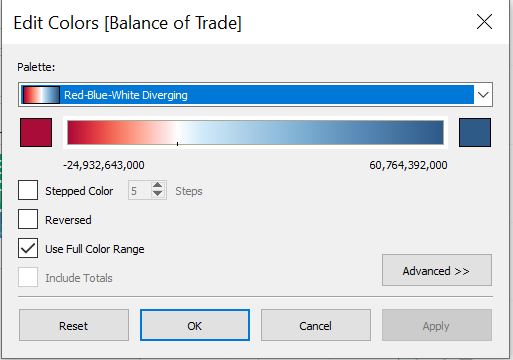 Edit Colors [Balance of Trade]
Palette:
Red-Blue-White Diverging
-24,932,643,000 60,764,392,000
Stepped Color 5 Steps
Reversed
Use Full Color Range
Include Totals
Advanced >>
Reset OK Cancel Apply